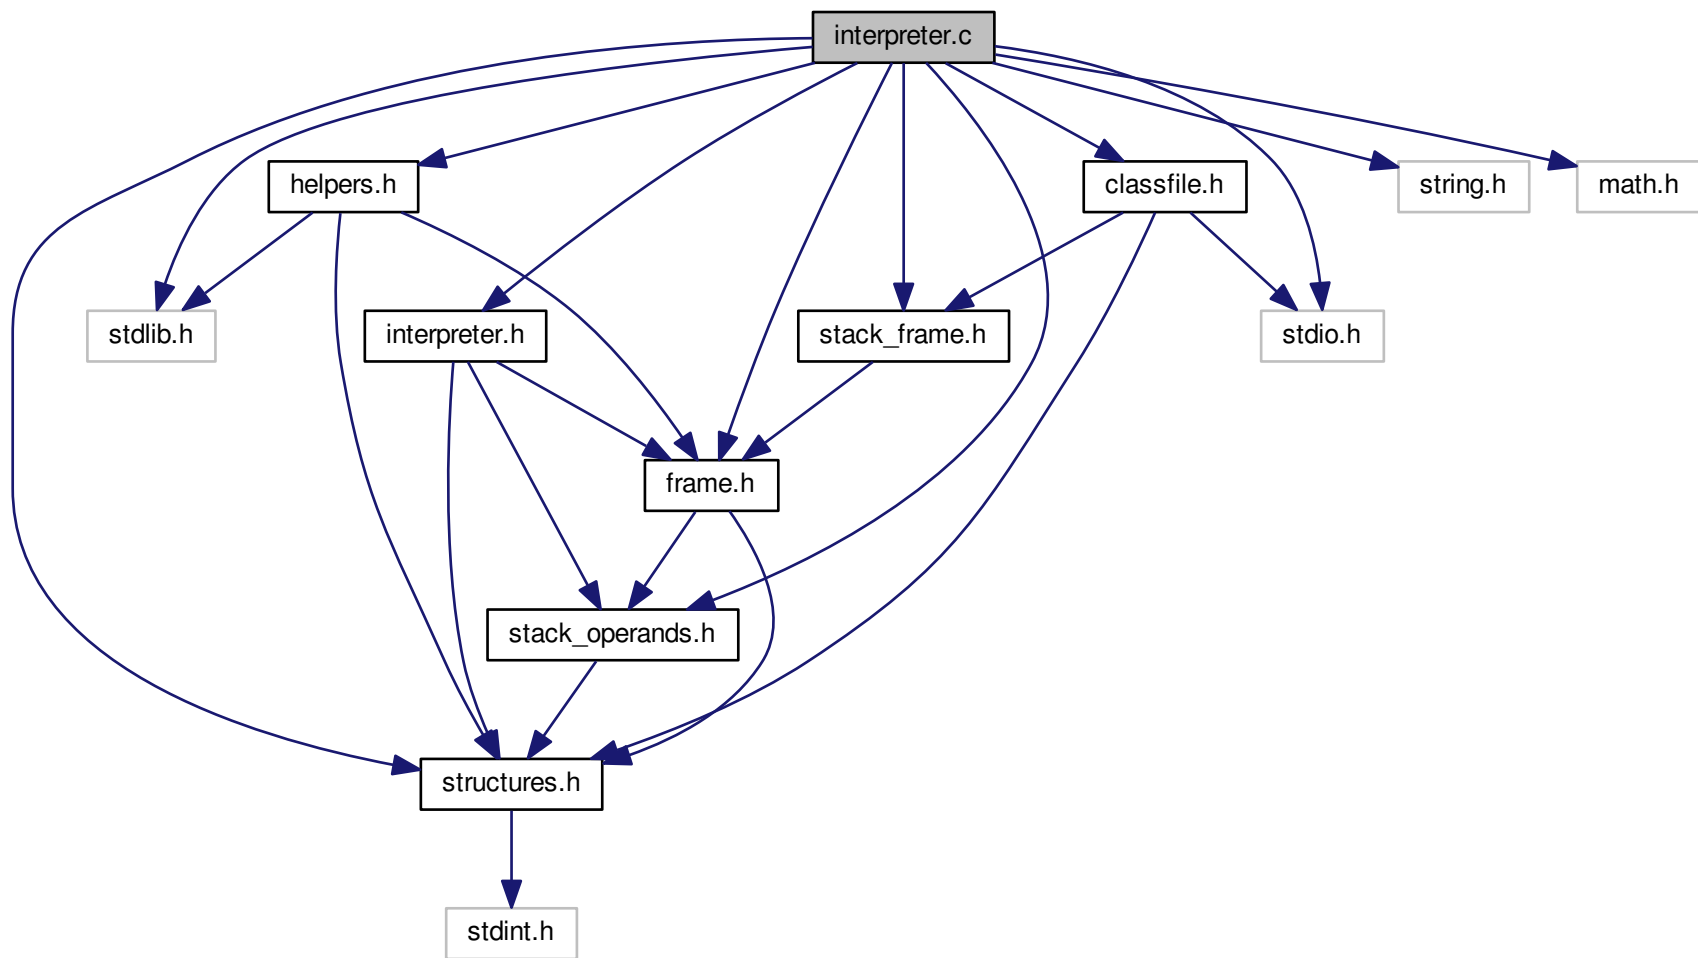 interpreter.c
helpers.h
classfile.h
string.h
math.h
stdlib.h
interpreter.h
stack_frame.h
stdio.h
frame.h
stack_operands.h
structures.h
stdint.h